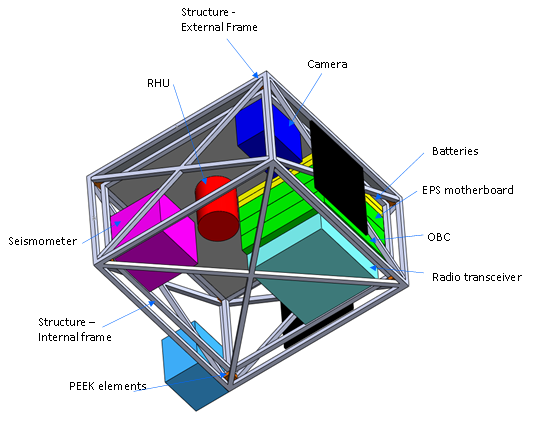 Structure -
External Frame
Camera
RHU
Batteries
EPS motherboard
Seismometer
OBC
Radio transceiver
Structure –
Internal frame
PEEK elements